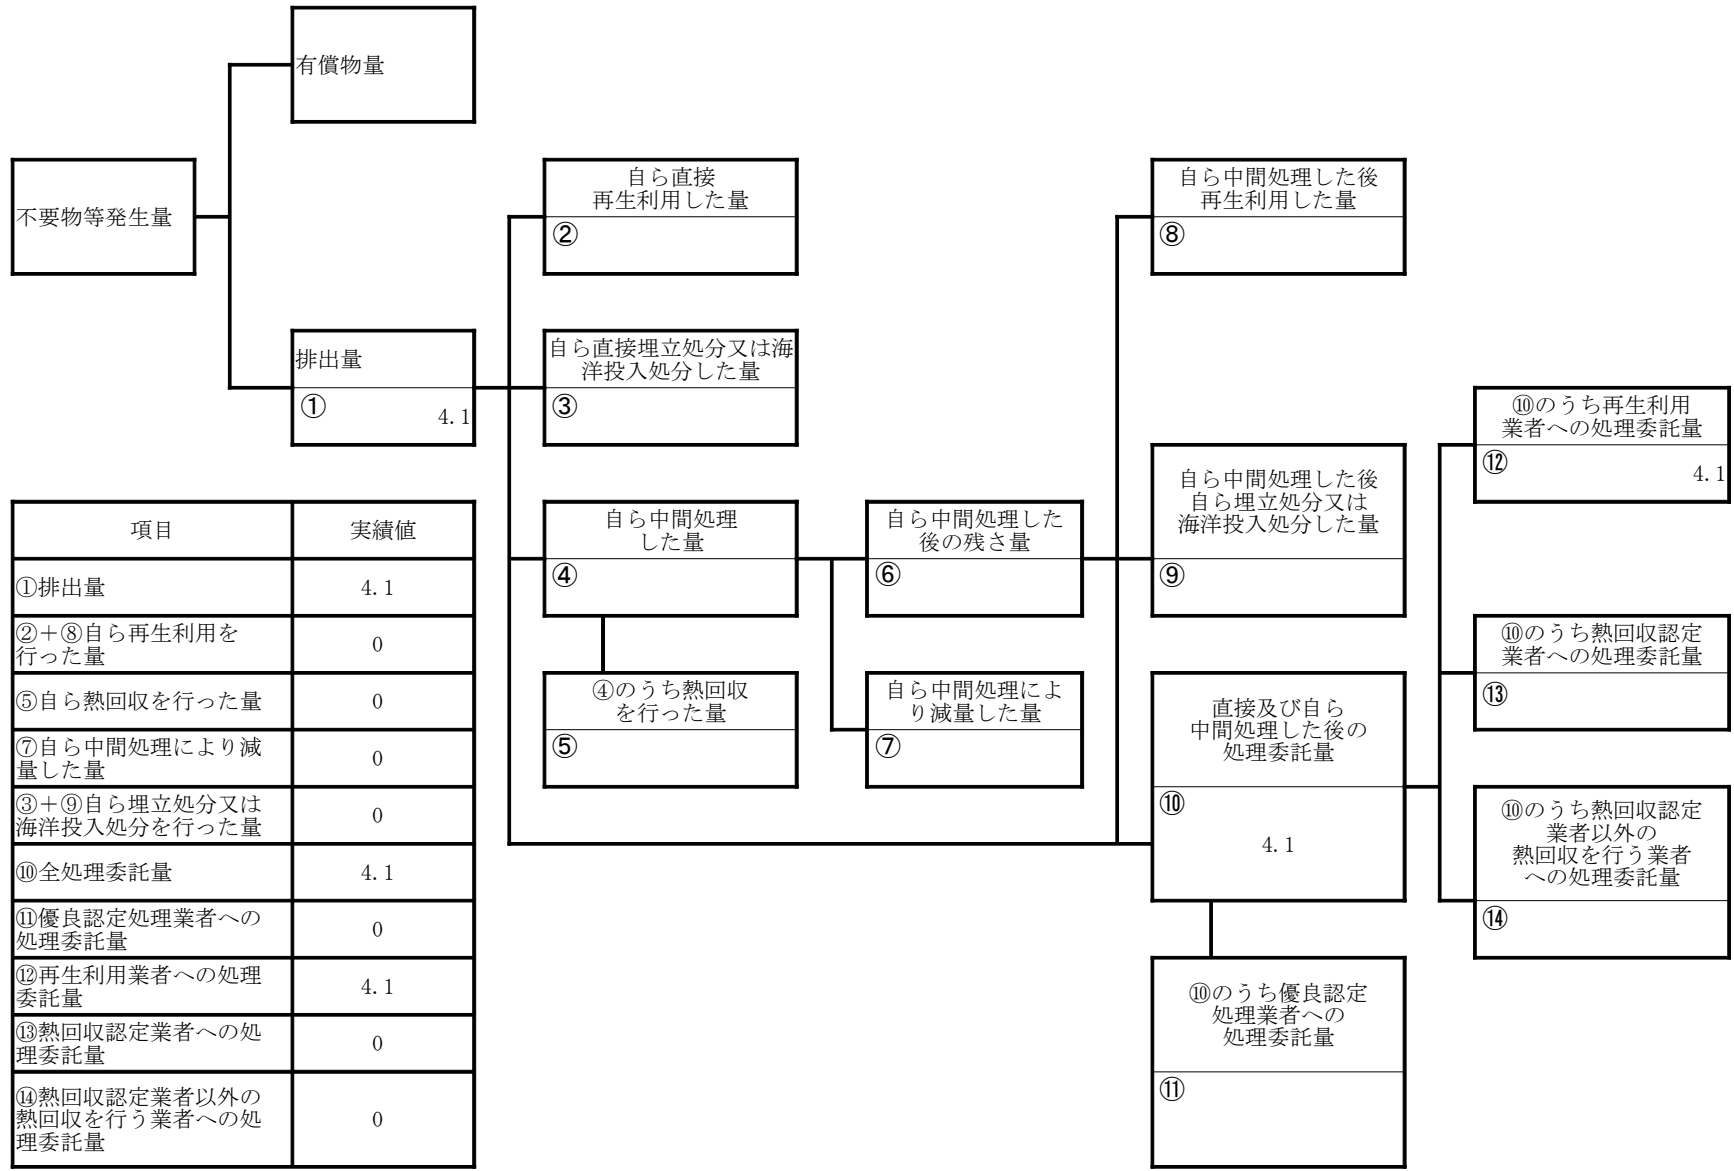 有償物量
不要物等発生量
自ら直接
再生利用した量
②
自ら中間処理した後
再生利用した量
⑧
排出量
①
4.1
自ら直接埋立処分又は海
洋投入処分した量
③
⑩のうち再生利用
業者への処理委託量
⑫
4.1
自ら中間処理
した量
④
自ら中間処理した
後の残さ量
⑥
自ら中間処理した後
自ら埋立処分又は
海洋投入処分した量
⑨
⑩のうち熱回収認定
業者への処理委託量
⑬
④のうち熱回収
を行った量
⑤
自ら中間処理によ
り減量した量
⑦
直接及び自ら
中間処理した後の
処理委託量
⑩
4.1
⑩のうち熱回収認定
業者以外の
熱回収を行う業者
への処理委託量
⑭
⑩のうち優良認定
処理業者への
処理委託量
⑪
項目 実績値
①排出量 4.1
②+⑧自ら再生利用を
行った量 0
⑤自ら熱回収を行った量 0
⑦自ら中間処理により減
量した量 0
③+⑨自ら埋立処分又は
海洋投入処分を行った量 0
⑩全処理委託量 4.1
⑪優良認定処理業者への
処理委託量 0
⑫再生利用業者への処理
委託量 4.1
⑬熱回収認定業者への処
理委託量 0
⑭熱回収認定業者以外の
熱回収を行う業者への処
理委託量 0